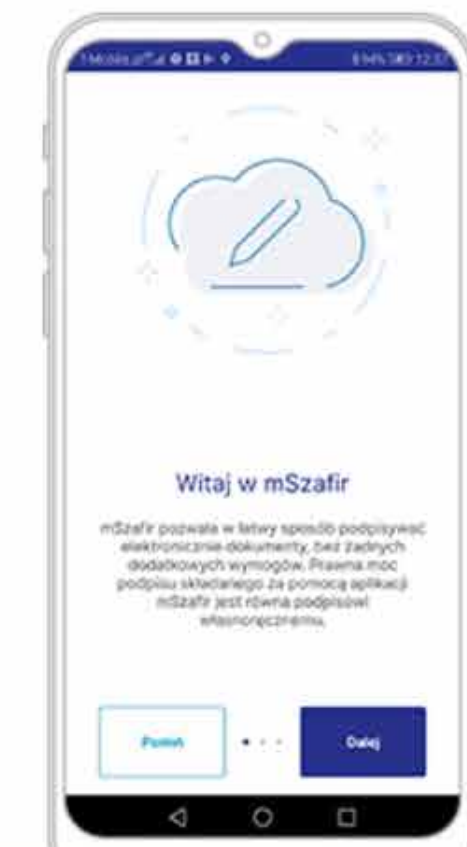 Witaj w mSzafir
mSzafir pozwala w łatwy sposób podpisywać
elektronicznie dokumenty, bez żadnych
dodatkowych wymogów. Prawna moc
podpisu składanego za pomocą aplikacji
mSzafir jest równa podpisowi
własnoręcznemu.
Pomiń
Dalej